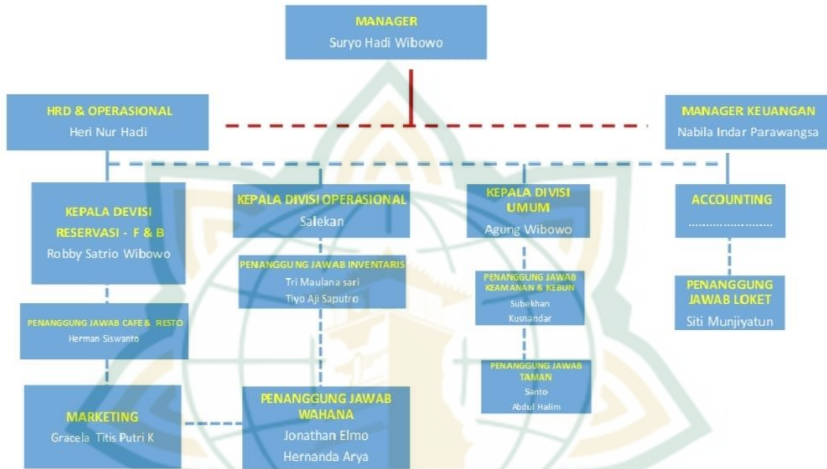 MANAGER
Suryo Hadi Wibowo
HRD & OPERASIONAL
Heri Nur Hadi
MANAGER KEUANGAN
Nabila Indar Parawangsa
KEPALA DEVISI
RESERVASI - F & B
Robby Satrio Wibowo
KEPALA DIVISI OPERASIONAL
Salekan
KEPALA DIVISI
UMUM
Agung Wibowo
ACCOUNTING
........................
PENANGGUNG JAWAB INVENTARIS
Tri Maulana sari
Tiyo Aji Saputro
PENANGGUNG JAWAB
KEAMANAN & KEBUN
Subekhan
Kusnandar
PENANGGUNG
JAWAB LOKET
Siti Munjiyatun
PENANGGUNG JAWAB CAFE & RESTO
Herman Siswanto
PENANGGUNG JAWAB
TAMAN
Santo
Abdul Halim
MARKETING
Gracela Titis Putri K
PENANGGUNG JAWAB
WAHANA
Jonathan Elmo
Hernanda Arya